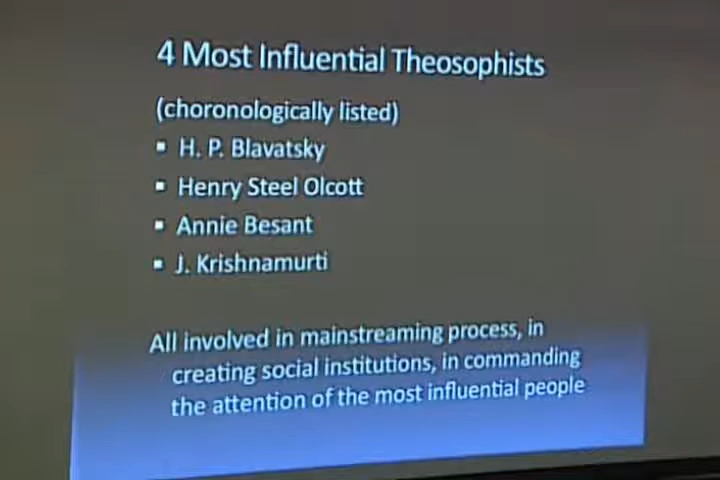 4 Most Influential Theosophists
(choronologically listed)
▪ H. P. Blavatsky
▪ Henry Steel Olcott
▪ Annie Besant
▪ J. Krishnamurti
All involved in mainstreaming process, in
creating social institutions, in commanding
the attention of the most influential people